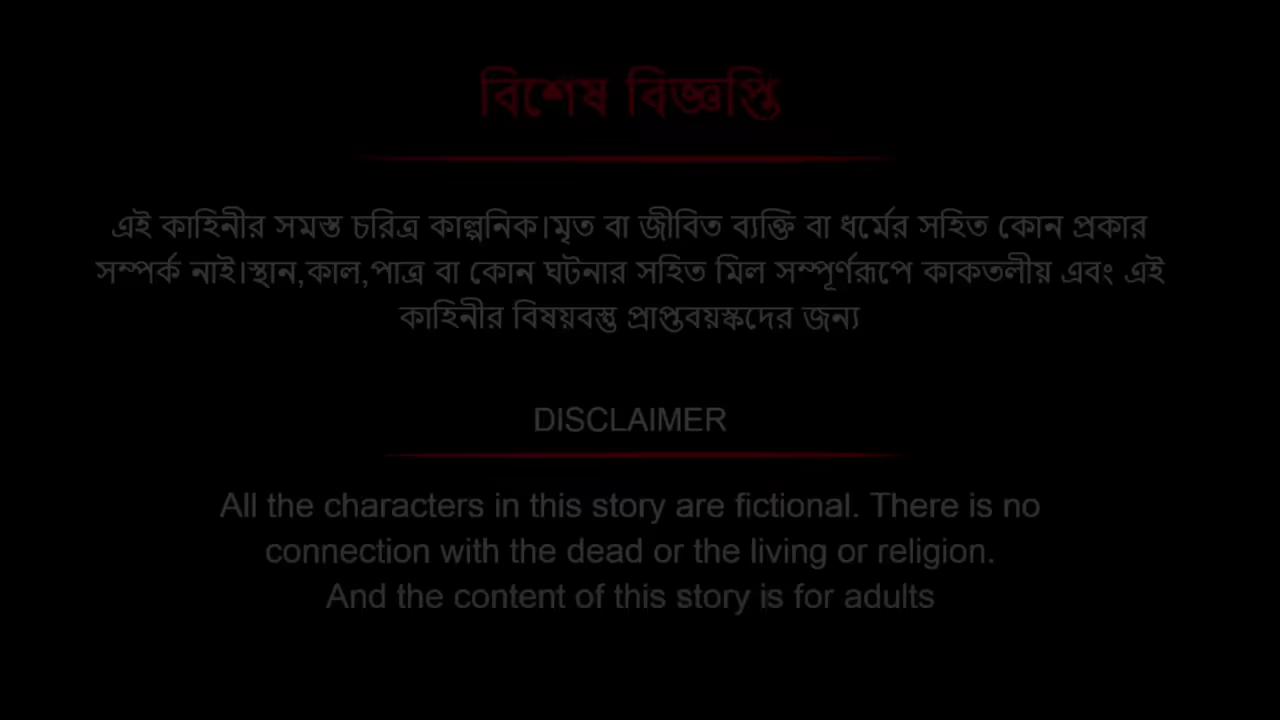 বিশেষ বিজ্ঞপ্তি
এই কাহিনীর সমস্ত চরিত্র কাল্পনিক।মৃত বা জীবিত ব্যক্তি বা ধর্মের সহিত কোন প্রকার
সম্পর্ক নাই।স্থান,কাল,পাত্র বা কোন ঘটনার সহিত মিল সম্পূর্ণরূপে কাকতলীয় এবং এই
কাহিনীর বিষয়বস্তু প্রাপ্তবয়স্কদের জন্য
DISCLAIMER
All the characters in this story are fictional. There is no
connection with the dead or the living or religion.
And the content of this story is for adults